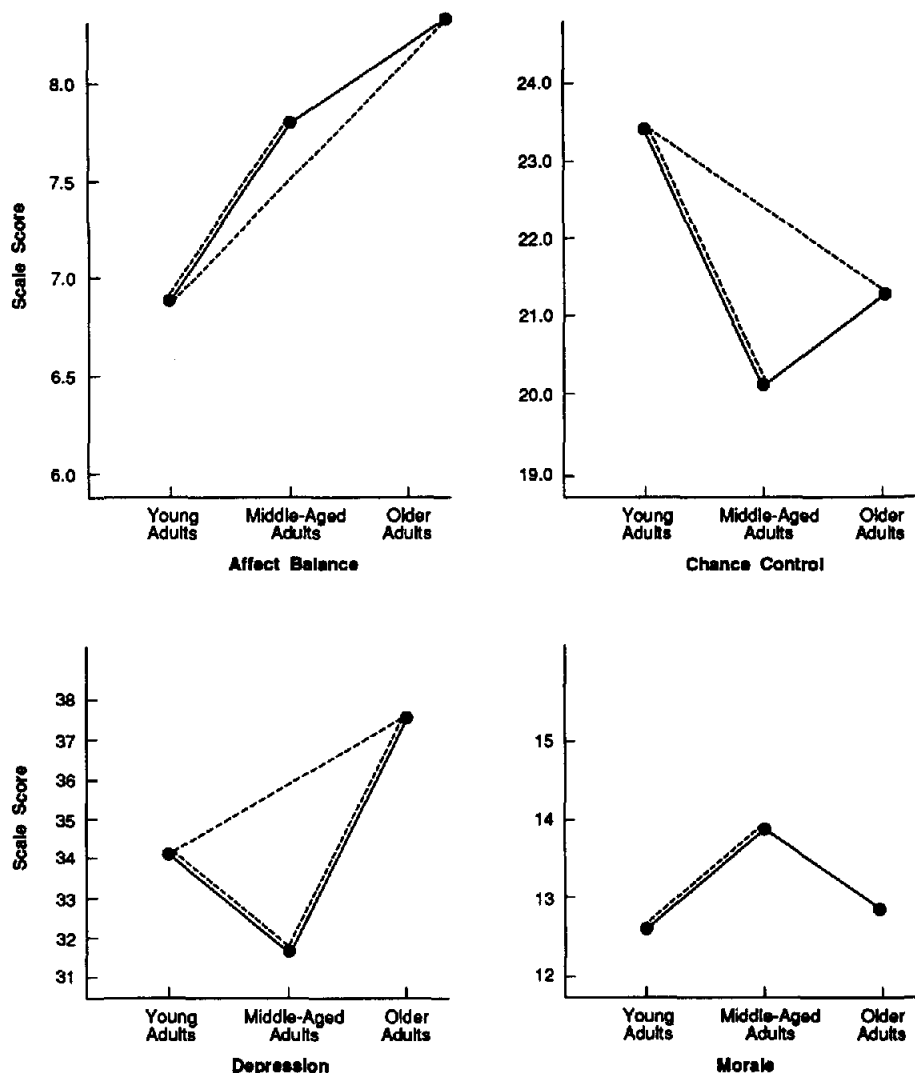 Scale Score
8.0
7.5
7.0
6.5
6.0
Young Adults
Middle-Aged Adults
Older Adults
Affect Balance
24.0
23.0
22.0
21.0
20.0
19.0
Young Adults
Middle-Aged Adults
Older Adults
Chance Control
Scale Score
38
37
36
35
34
33
32
31
Young Adults
Middle-Aged Adults
Older Adults
Depression
15
14
13
12
Young Adults
Middle-Aged Adults
Older Adults
Morale